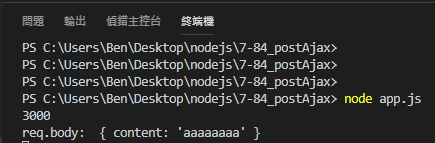 問題 輸出 偵錯主控台 終端機
PS C:\Users\Ben\Desktop\nodejs\7-84_postAjax>
PS C:\Users\Ben\Desktop\nodejs\7-84_postAjax>
PS C:\Users\Ben\Desktop\nodejs\7-84_postAjax>
PS C:\Users\Ben\Desktop\nodejs\7-84_postAjax> node app.js
3000
req.body:  { content: 'aaaaaaaa' }